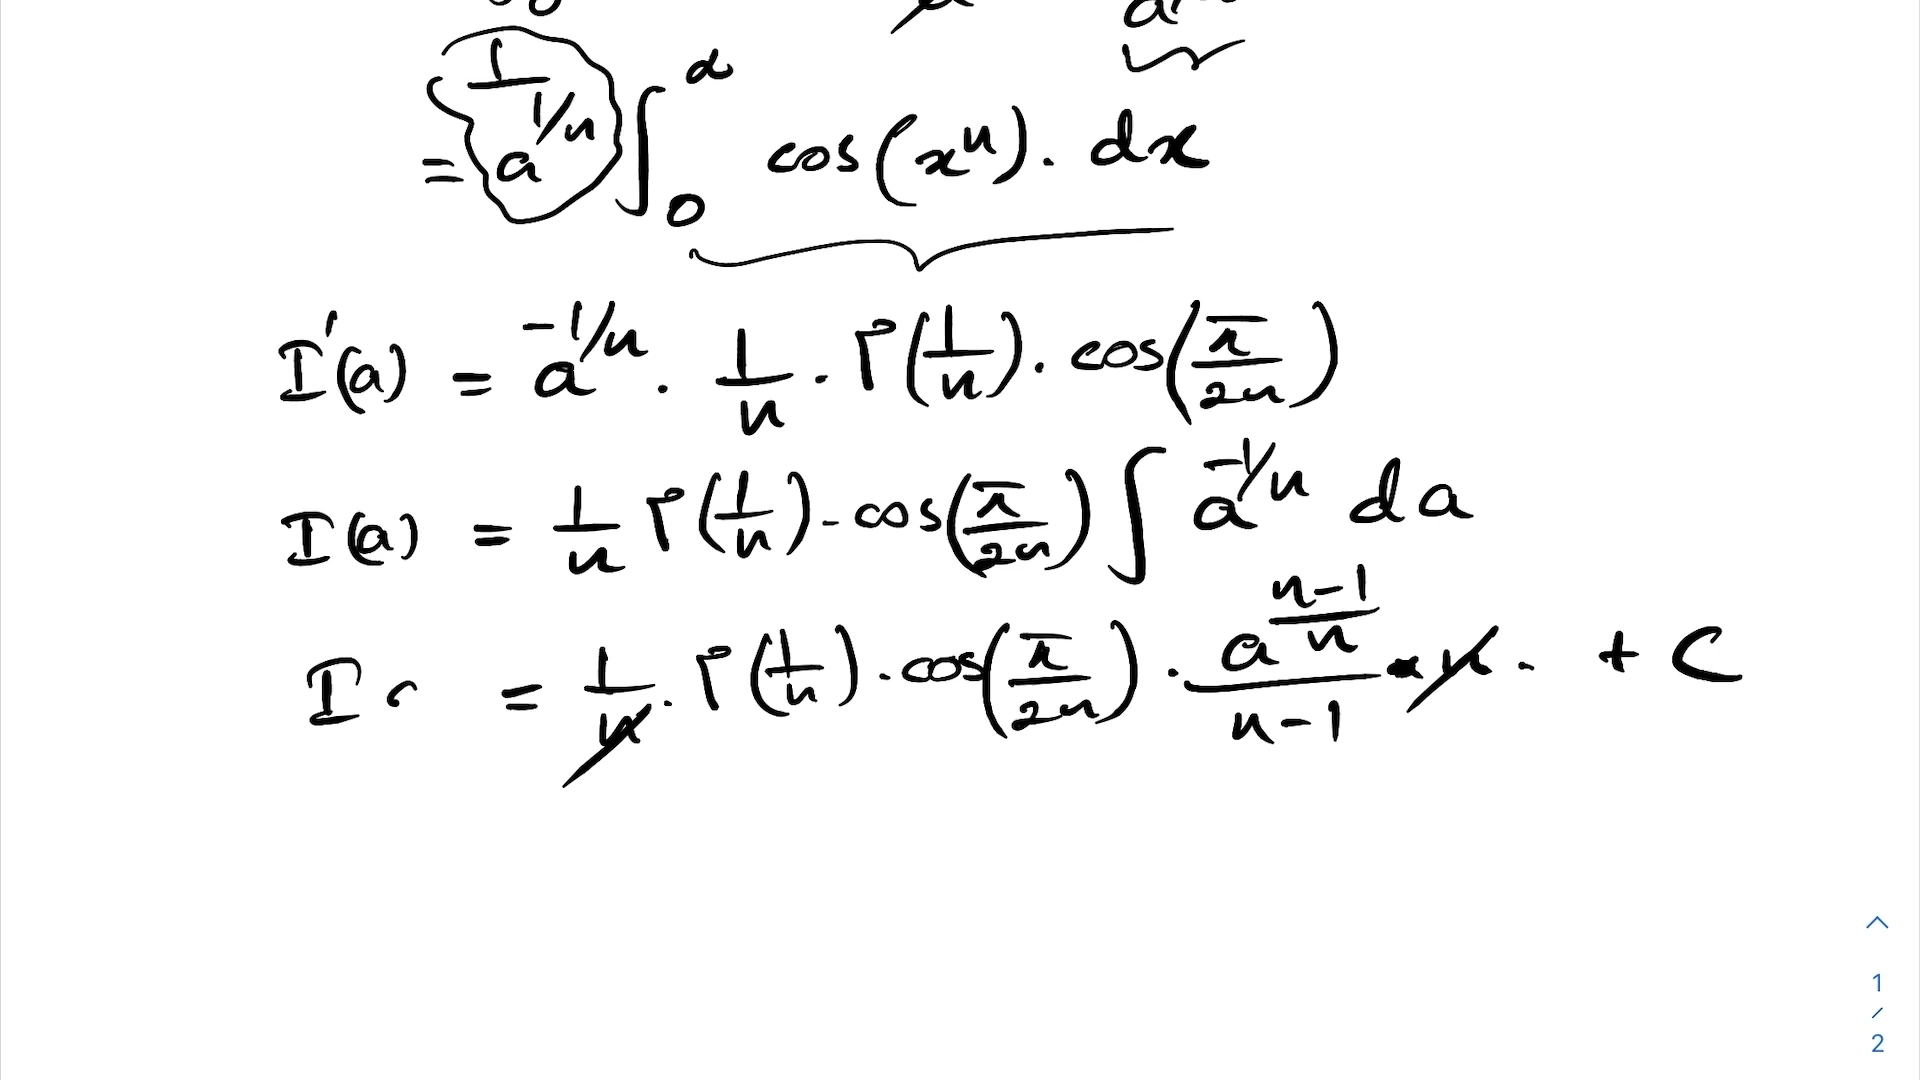 = 1/a^{1/n} ∫_0^∞ cos(x^n). dx
I'(a) = a^{-1/n} . 1/n . Γ(1/n). cos(π/2n)
I(a) = 1/n Γ(1/n) - cos(π/2n) ∫ a^{-1/n} da
I = 1/n . Γ(1/n) . cos(π/2n) . a^{(n-1)/n}/(n-1) . n . + C
1
/
2